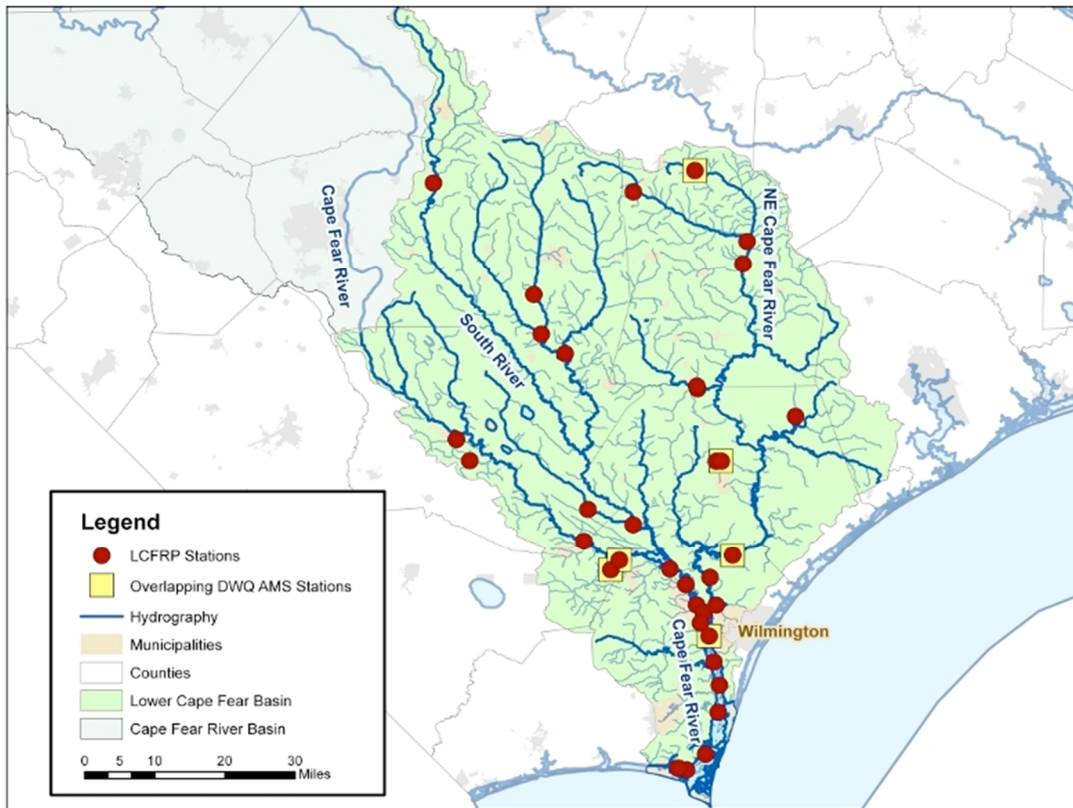 Cape Fear River
NE Cape Fear River
South River
Wilmington
Cape Fear River
Legend
LCFRP Stations
Overlapping DWQ AMS Stations
Hydrography
Municipalities
Counties
Lower Cape Fear Basin
Cape Fear River Basin
0 5 10 20 30
Miles